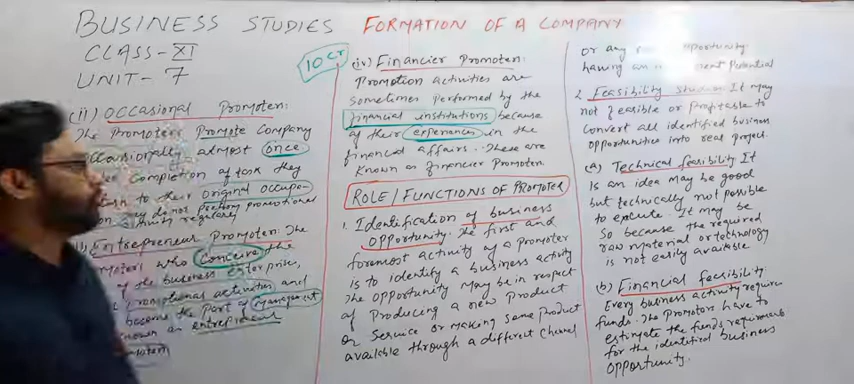 BUSINESS STUDIES FORMATION OF A COMPANY
CLASS- XI
UNIT- 7
(ii) OCCASIONAL Promoter:
The Promoters Promote Company
occassionally atmost once
completion of task they
to their original occupa-
do not perform promotional
regularly
Entrepreneur Promoter: The
who conceive the
of the business enterprise,
promotional activities and
become the part of management
known as entrepreneur
10 Cr
(iv) Financier Promoter:
Promotion activities are
sometimes performed by the
financial institutions because
of their experiences in the
financial affairs. These are
known as financier Promoter.
ROLE / FUNCTIONS OF PROMOTER
1. Identification of business
opportunity: The first and
foremost activity of a Promoter
is to identify a business activity
The opportunity may be in respect
of Producing a new Product
or service or making some product
available through a different channel
or any opportunity
having an Potential
2. Feasibility studies It may
not feasible or profitable to
convert all identified business
opportunities into real project.
(a) Technical feasibility It
is an idea may be good
but technically not possible
to execute. It may be
so because the required
raw material or technology
is not easily available
(b) Financial feasibility
Every business activity require
funds. The Promoters have to
estimate the funds requirements
for the identified business
opportunity.